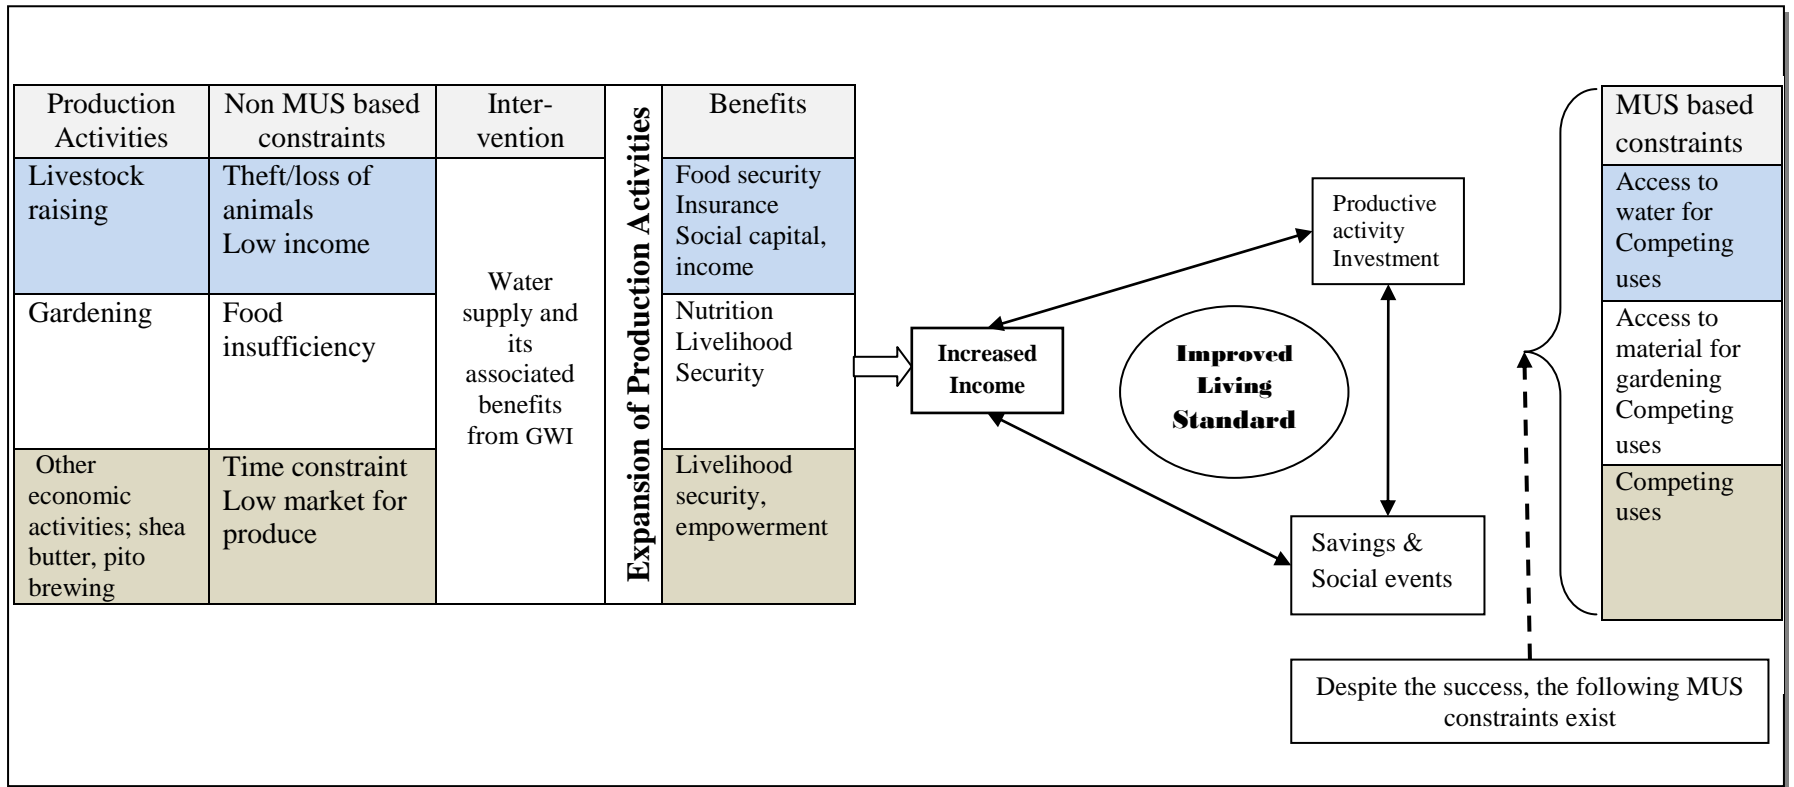 Production
Activities
Non MUS based
constraints
Inter-
vention
Expansion of Production Activities
Benefits
Livestock
raising
Theft/loss of
animals
Low income
Water
supply and
its
associated
benefits
from GWI
Food security
Insurance
Social capital,
income
Gardening
Food
insufficiency
Nutrition
Livelihood
Security
Other
economic
activities; shea
butter, pito
brewing
Time constraint
Low market for
produce
Livelihood
security,
empowerment
Increased
Income
Productive
activity
Investment
Improved
Living
Standard
Savings &
Social events
MUS based
constraints
Access to
water for
Competing
uses
Access to
material for
gardening
Competing
uses
Competing
uses
Despite the success, the following MUS
constraints exist